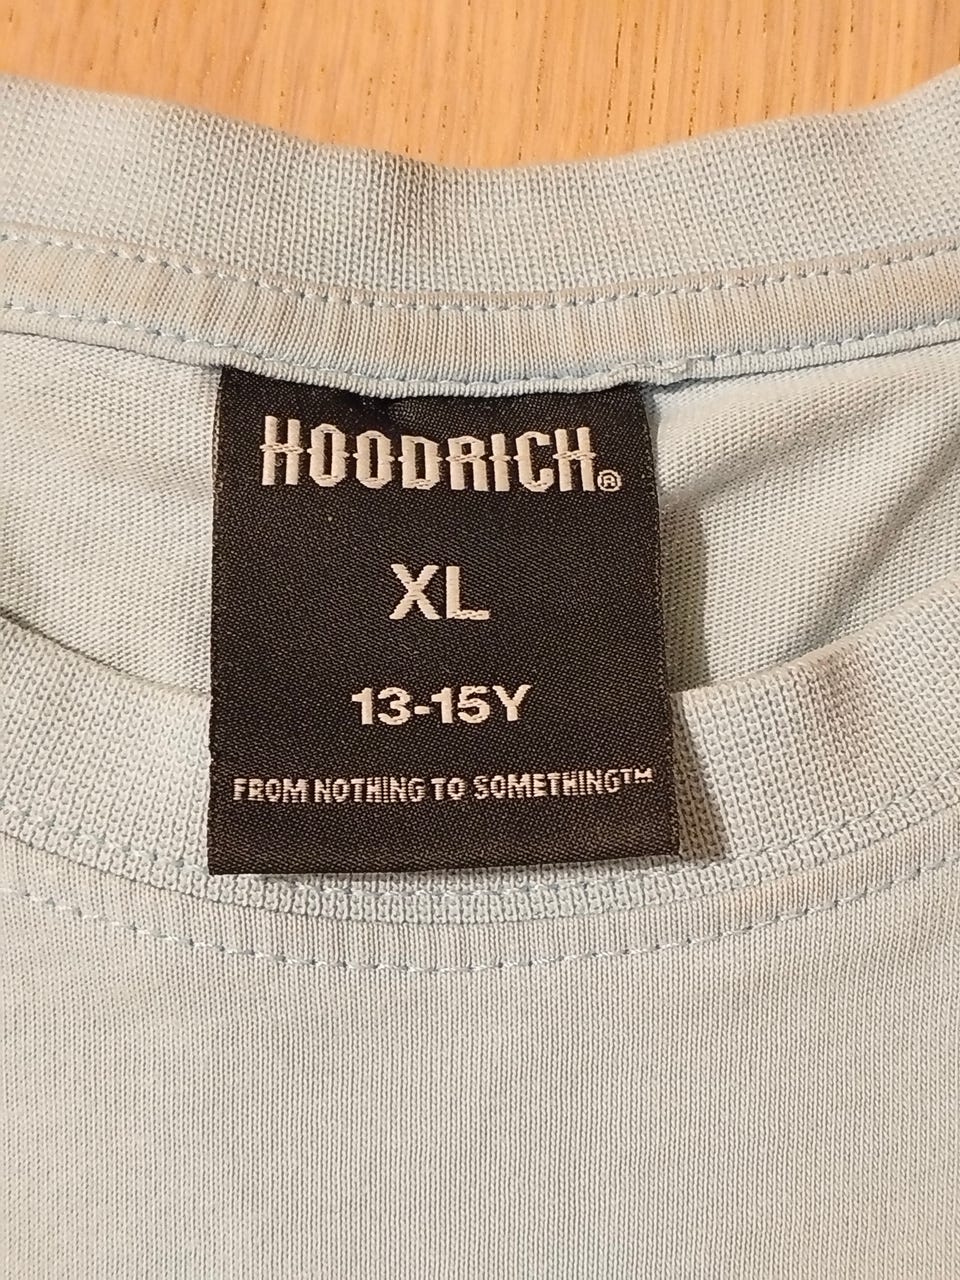 HOODRICH®
XL
13-15Y
FROM NOTHING TO SOMETHING™